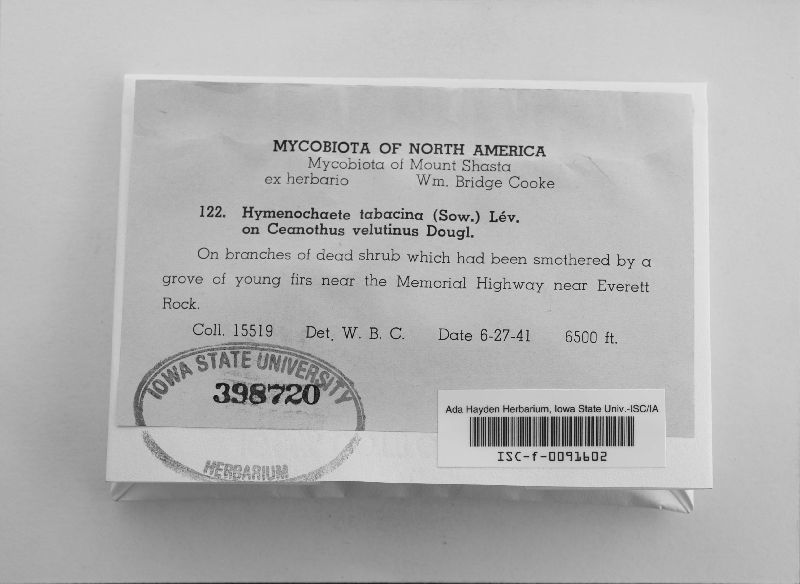 MYCOBIOTA OF NORTH AMERICA
Mycobiota of Mount Shasta
ex herbario Wm. Bridge Cooke
122. Hymenochaete tabacina (Sow.) Lév.
on Ceanothus velutinus Dougl.
On branches of dead shrub which had been smothered by a
grove of young firs near the Memorial Highway near Everett
Rock.
Coll. 15519 Det. W. B. C. Date 6-27-41 6500 ft.
IOWA STATE UNIVERSITY
398720
HERBARIUM
Ada Hayden Herbarium, Iowa State Univ.-ISC/IA
ISC-f-0091602